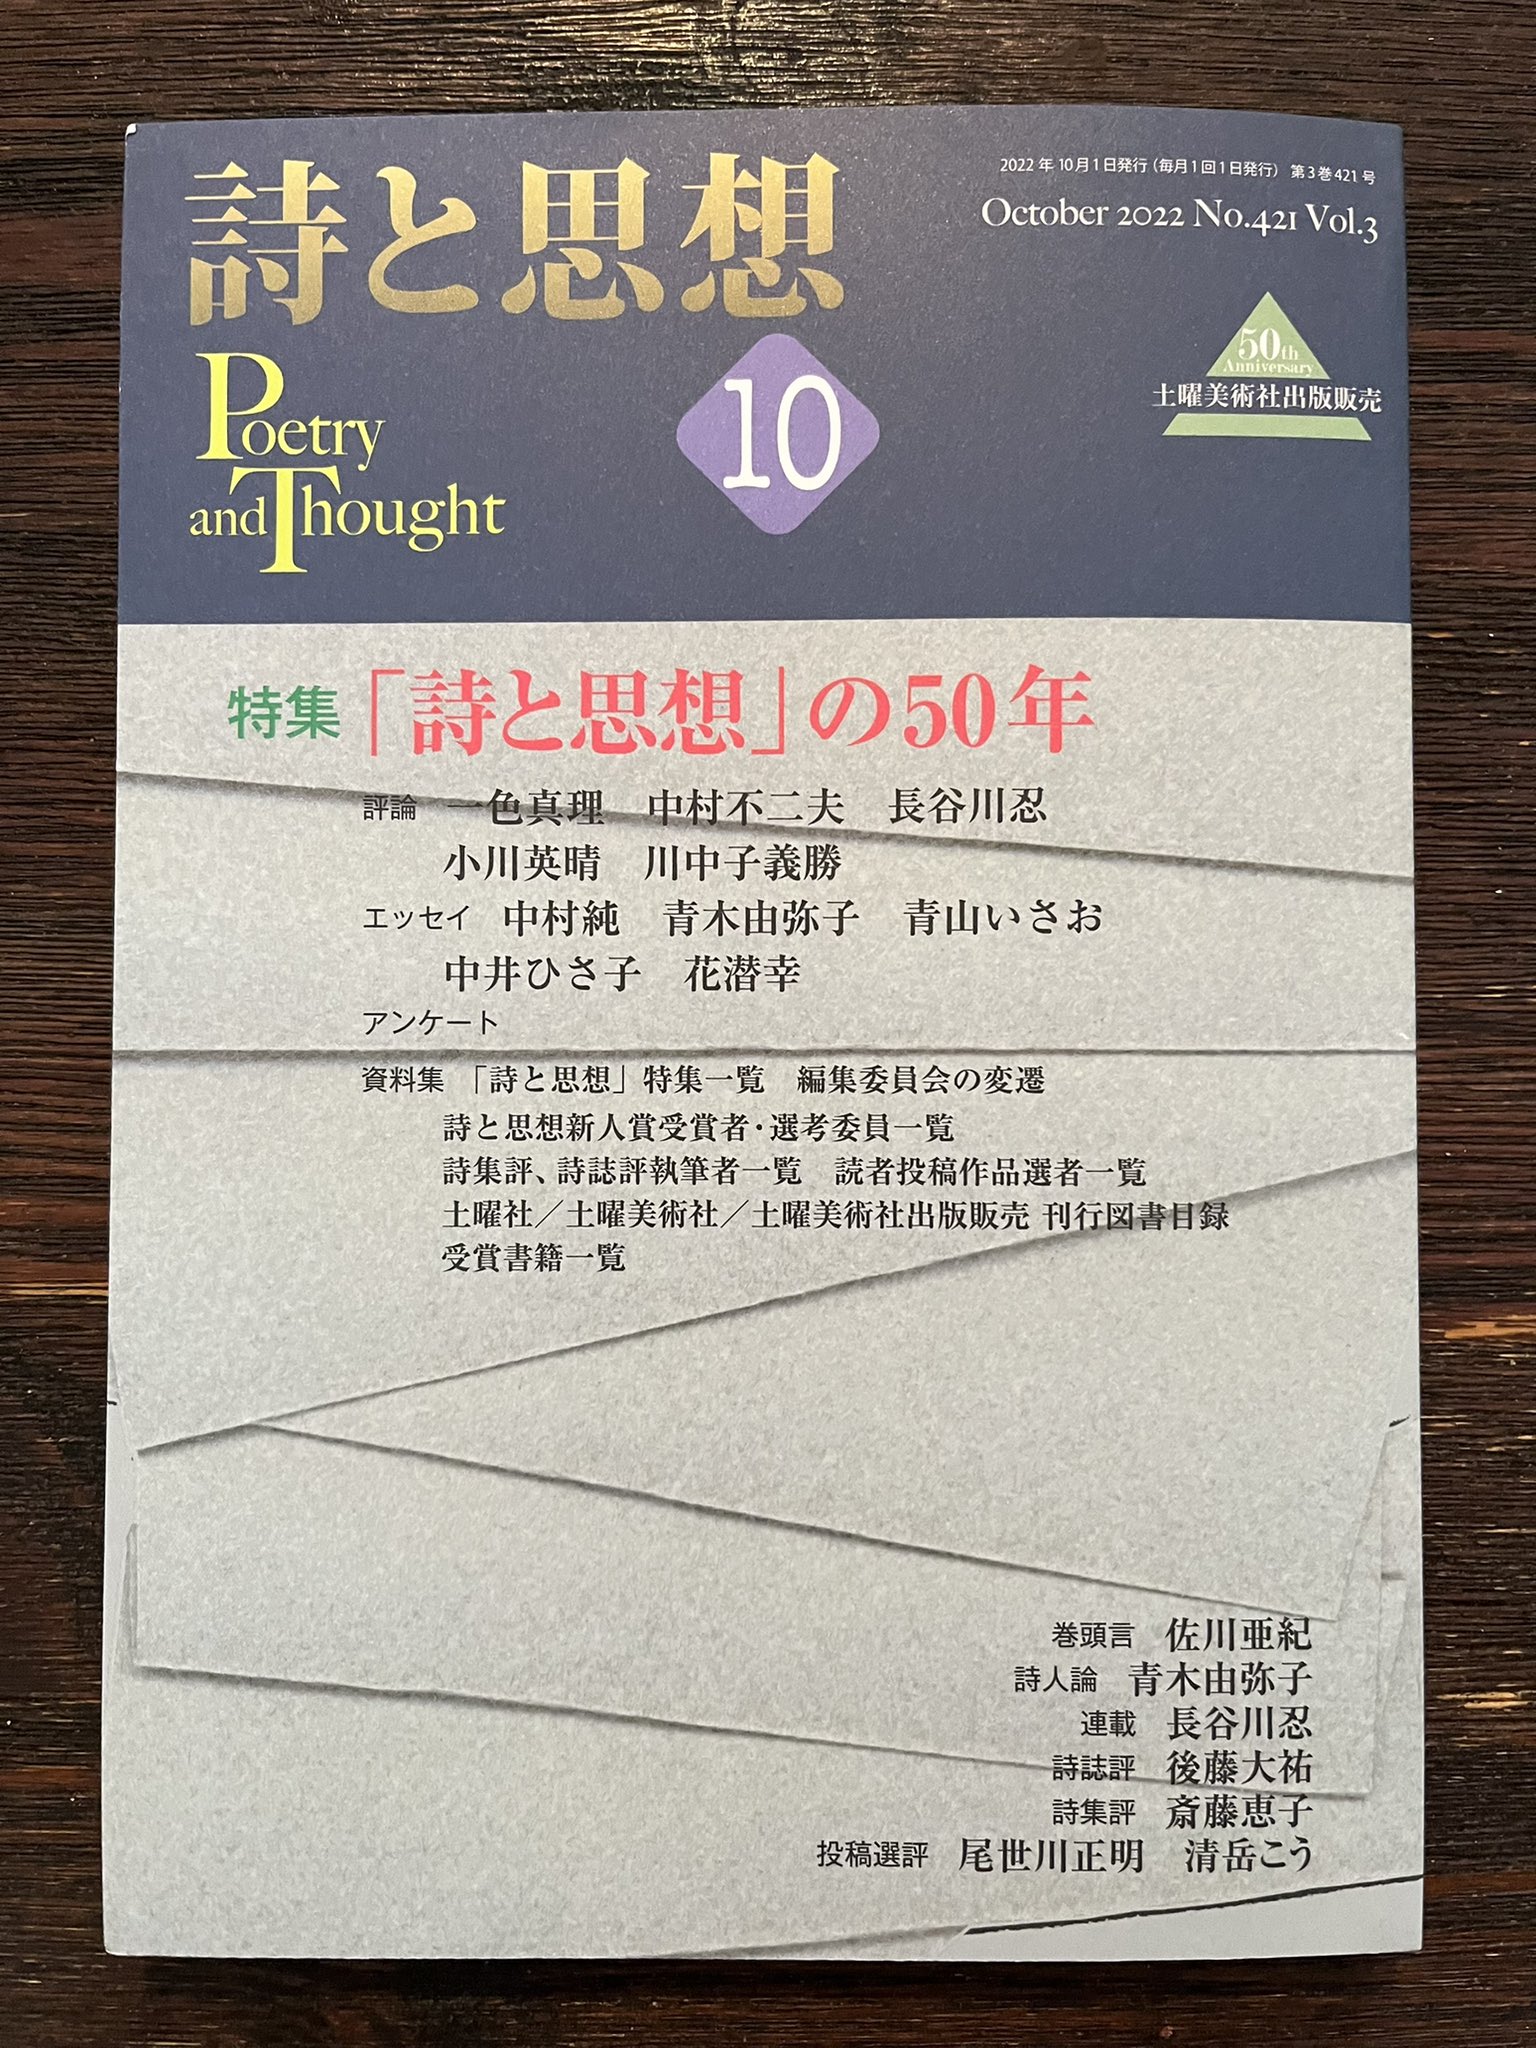 詩と思想
2022年10月1日発行（毎月1回1日発行） 第3巻421号
October 2022 No.421 Vol.3
Poetry
and Thought
10
50th
Anniversary
土曜美術社出版販売
特集「詩と思想」の50年
評論 一色真理 中村不二夫 長谷川忍
小川英晴 川中子義勝
エッセイ 中村純 青木由弥子 青山いさお
中井ひさ子 花潜幸
アンケート
資料集 「詩と思想」特集一覧 編集委員会の変遷
詩と思想新人賞受賞者・選考委員一覧
詩集評、詩誌評執筆者一覧 読者投稿作品選者一覧
土曜社／土曜美術社／土曜美術社出版販売 刊行図書目録
受賞書籍一覧
巻頭言 佐川亜紀
詩人論 青木由弥子
連載 長谷川忍
詩誌評 後藤大祐
詩集評 斎藤恵子
投稿選評 尾世川正明 清岳こう